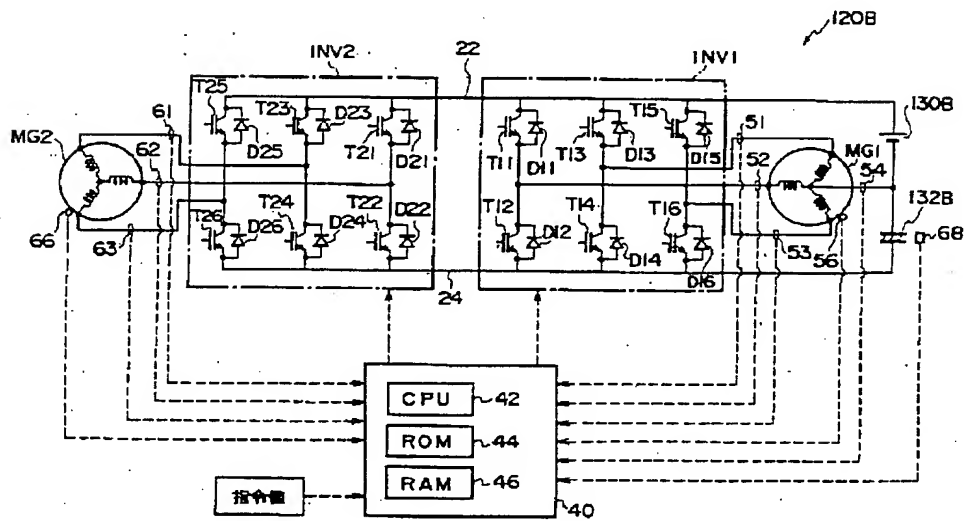 120B
INV2
INV1
22
T25
T23
D23
T21
D25
D21
61
62
MG2
T15
T11
D11
T13
D13
D15
51
52
MG1
54
130B
T26
D26
T24
D24
T22
D22
66
63
T12
D12
T14
D14
T16
D16
53
56
132B
68
24
CPU
42
ROM
44
RAM
46
40
指令値